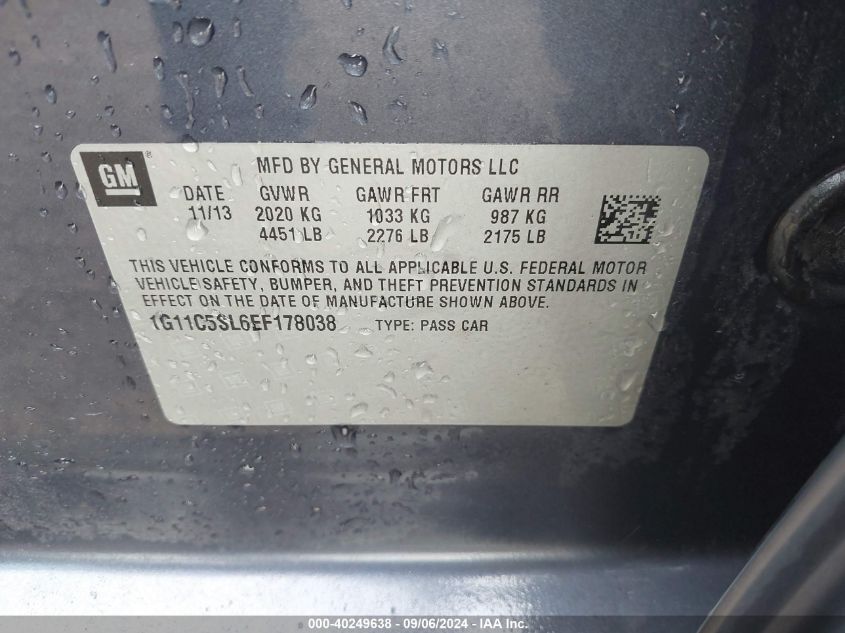 GM ® MFD BY GENERAL MOTORS LLC
DATE GVWR GAWR FRT GAWR RR
11/13 2020 KG 1033 KG 987 KG
4451 LB 2276 LB 2175 LB
THIS VEHICLE CONFORMS TO ALL APPLICABLE U.S. FEDERAL MOTOR
VEHICLE SAFETY, BUMPER, AND THEFT PREVENTION STANDARDS IN
EFFECT ON THE DATE OF MANUFACTURE SHOWN ABOVE.
1G11C5SL6EF178038 TYPE: PASS CAR
000-40249638 - 09/06/2024 - IAA Inc.